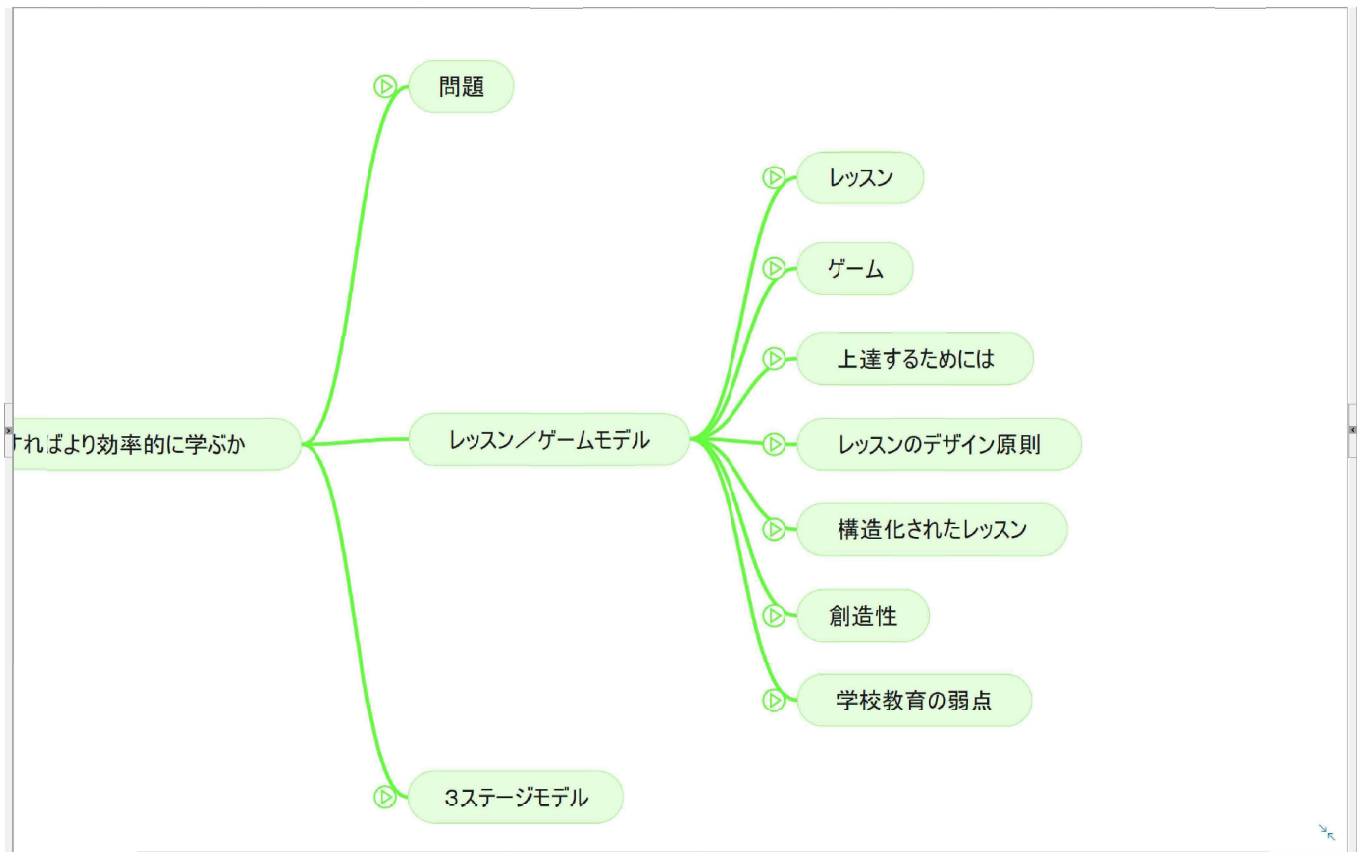 問題
レッスン
ゲーム
上達するためには
すればより効率的に学ぶか
レッスン／ゲームモデル
レッスンのデザイン原則
構造化されたレッスン
創造性
学校教育の弱点
3ステージモデル